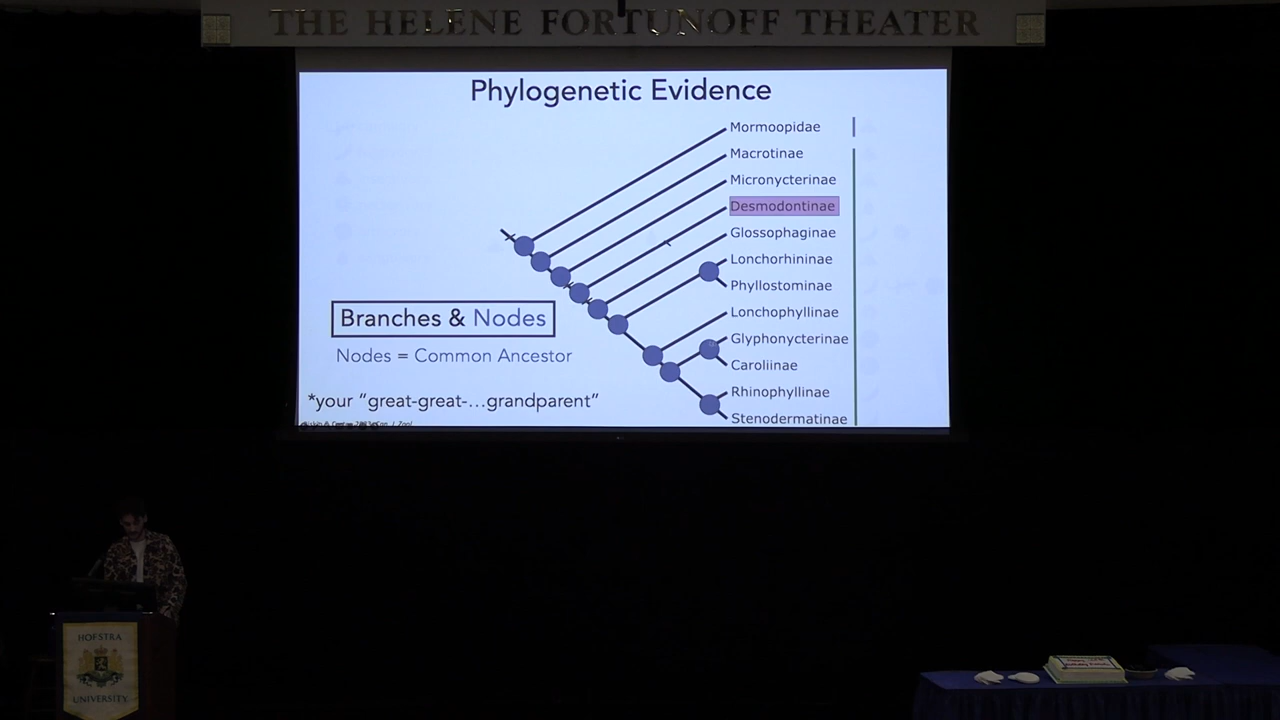 THE HELENE FORTUNOFF THEATER
Phylogenetic Evidence
Mormoopidae
Macrotinae
Micronycterinae
Desmodontinae
Glossophaginae
Lonchorhininae
Phyllostominae
Lonchophyllinae
Glyphonycterinae
Caroliinae
Rhinophyllinae
Stenodermatinae
Branches & Nodes
Nodes = Common Ancestor
*your “great-great-...grandparent”
HOFSTRA
UNIVERSITY